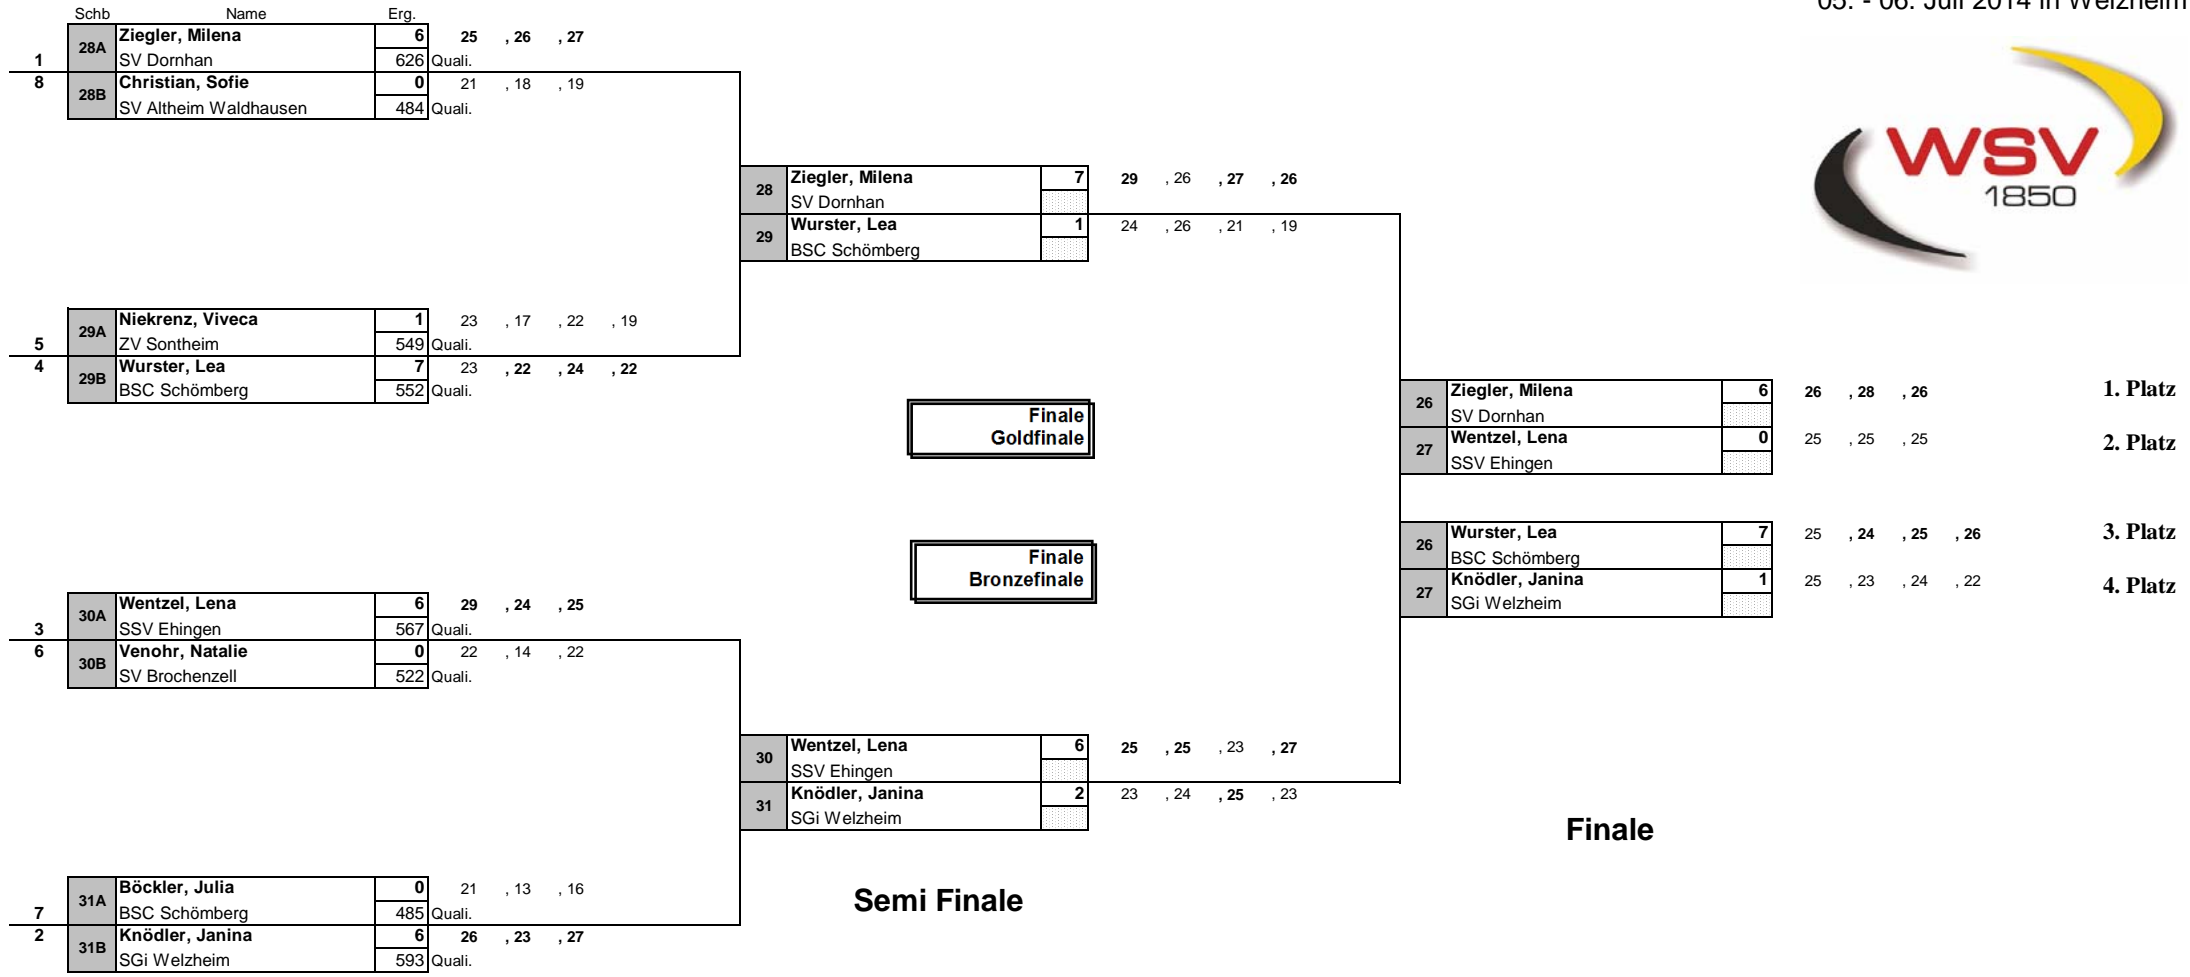 05. - 06. Juli 2014 in Welzheim
Schb Name Erg.
28A Ziegler, Milena 6 25 , 26 , 27
1 SV Dornhan 626 Quali.
8 28B Christian, Sofie 0 21 , 18 , 19
SV Altheim Waldhausen 484 Quali.
WSV
1850
28 Ziegler, Milena 7 29 , 26 , 27 , 26
SV Dornhan
29 Wurster, Lea 1 24 , 26 , 21 , 19
BSC Schömberg
29A Niekrenz, Viveca 1 23 , 17 , 22 , 19
5 ZV Sontheim 549 Quali.
4 29B Wurster, Lea 7 23 , 22 , 24 , 22
BSC Schömberg 552 Quali.
26 Ziegler, Milena 6 26 , 28 , 26 1. Platz
SV Dornhan
27 Wentzel, Lena 0 25 , 25 , 25 2. Platz
SSV Ehingen
Finale
Goldfinale
26 Wurster, Lea 7 25 , 24 , 25 , 26 3. Platz
BSC Schömberg
27 Knödler, Janina 1 25 , 23 , 24 , 22 4. Platz
SGi Welzheim
Finale
Bronzefinale
30A Wentzel, Lena 6 29 , 24 , 25
3 SSV Ehingen 567 Quali.
6 30B Venohr, Natalie 0 22 , 14 , 22
SV Brochenzell 522 Quali.
30 Wentzel, Lena 6 25 , 25 , 23 , 27
SSV Ehingen
31 Knödler, Janina 2 23 , 24 , 25 , 23
SGi Welzheim
Finale
31A Böckler, Julia 0 21 , 13 , 16
7 BSC Schömberg 485 Quali.
2 31B Knödler, Janina 6 26 , 23 , 27
SGi Welzheim 593 Quali.
Semi Finale